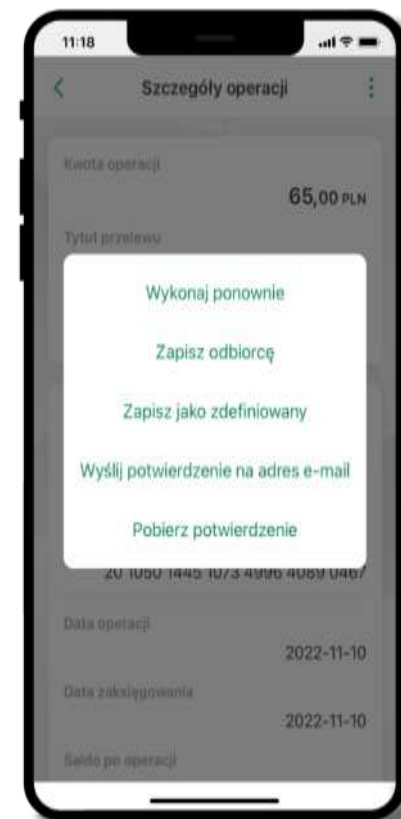 11:18
Szczegóły operacji
Kwota operacji
65,00 PLN
Tytuł przelewu
Wykonaj ponownie
Zapisz odbiorcę
Zapisz jako zdefiniowany
Wyślij potwierdzenie na adres e-mail
Pobierz potwierdzenie
20 1050 1445 1073 4996 4089 0467
Data operacji
2022-11-10
Data zaksięgowania
2022-11-10
Saldo po operacji